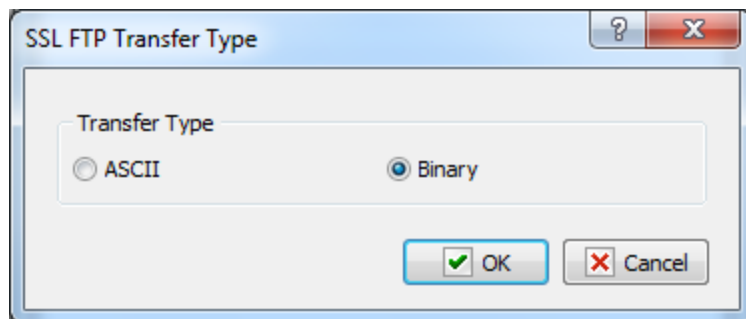 SSL FTP Transfer Type
Transfer Type
ASCII Binary
OK Cancel